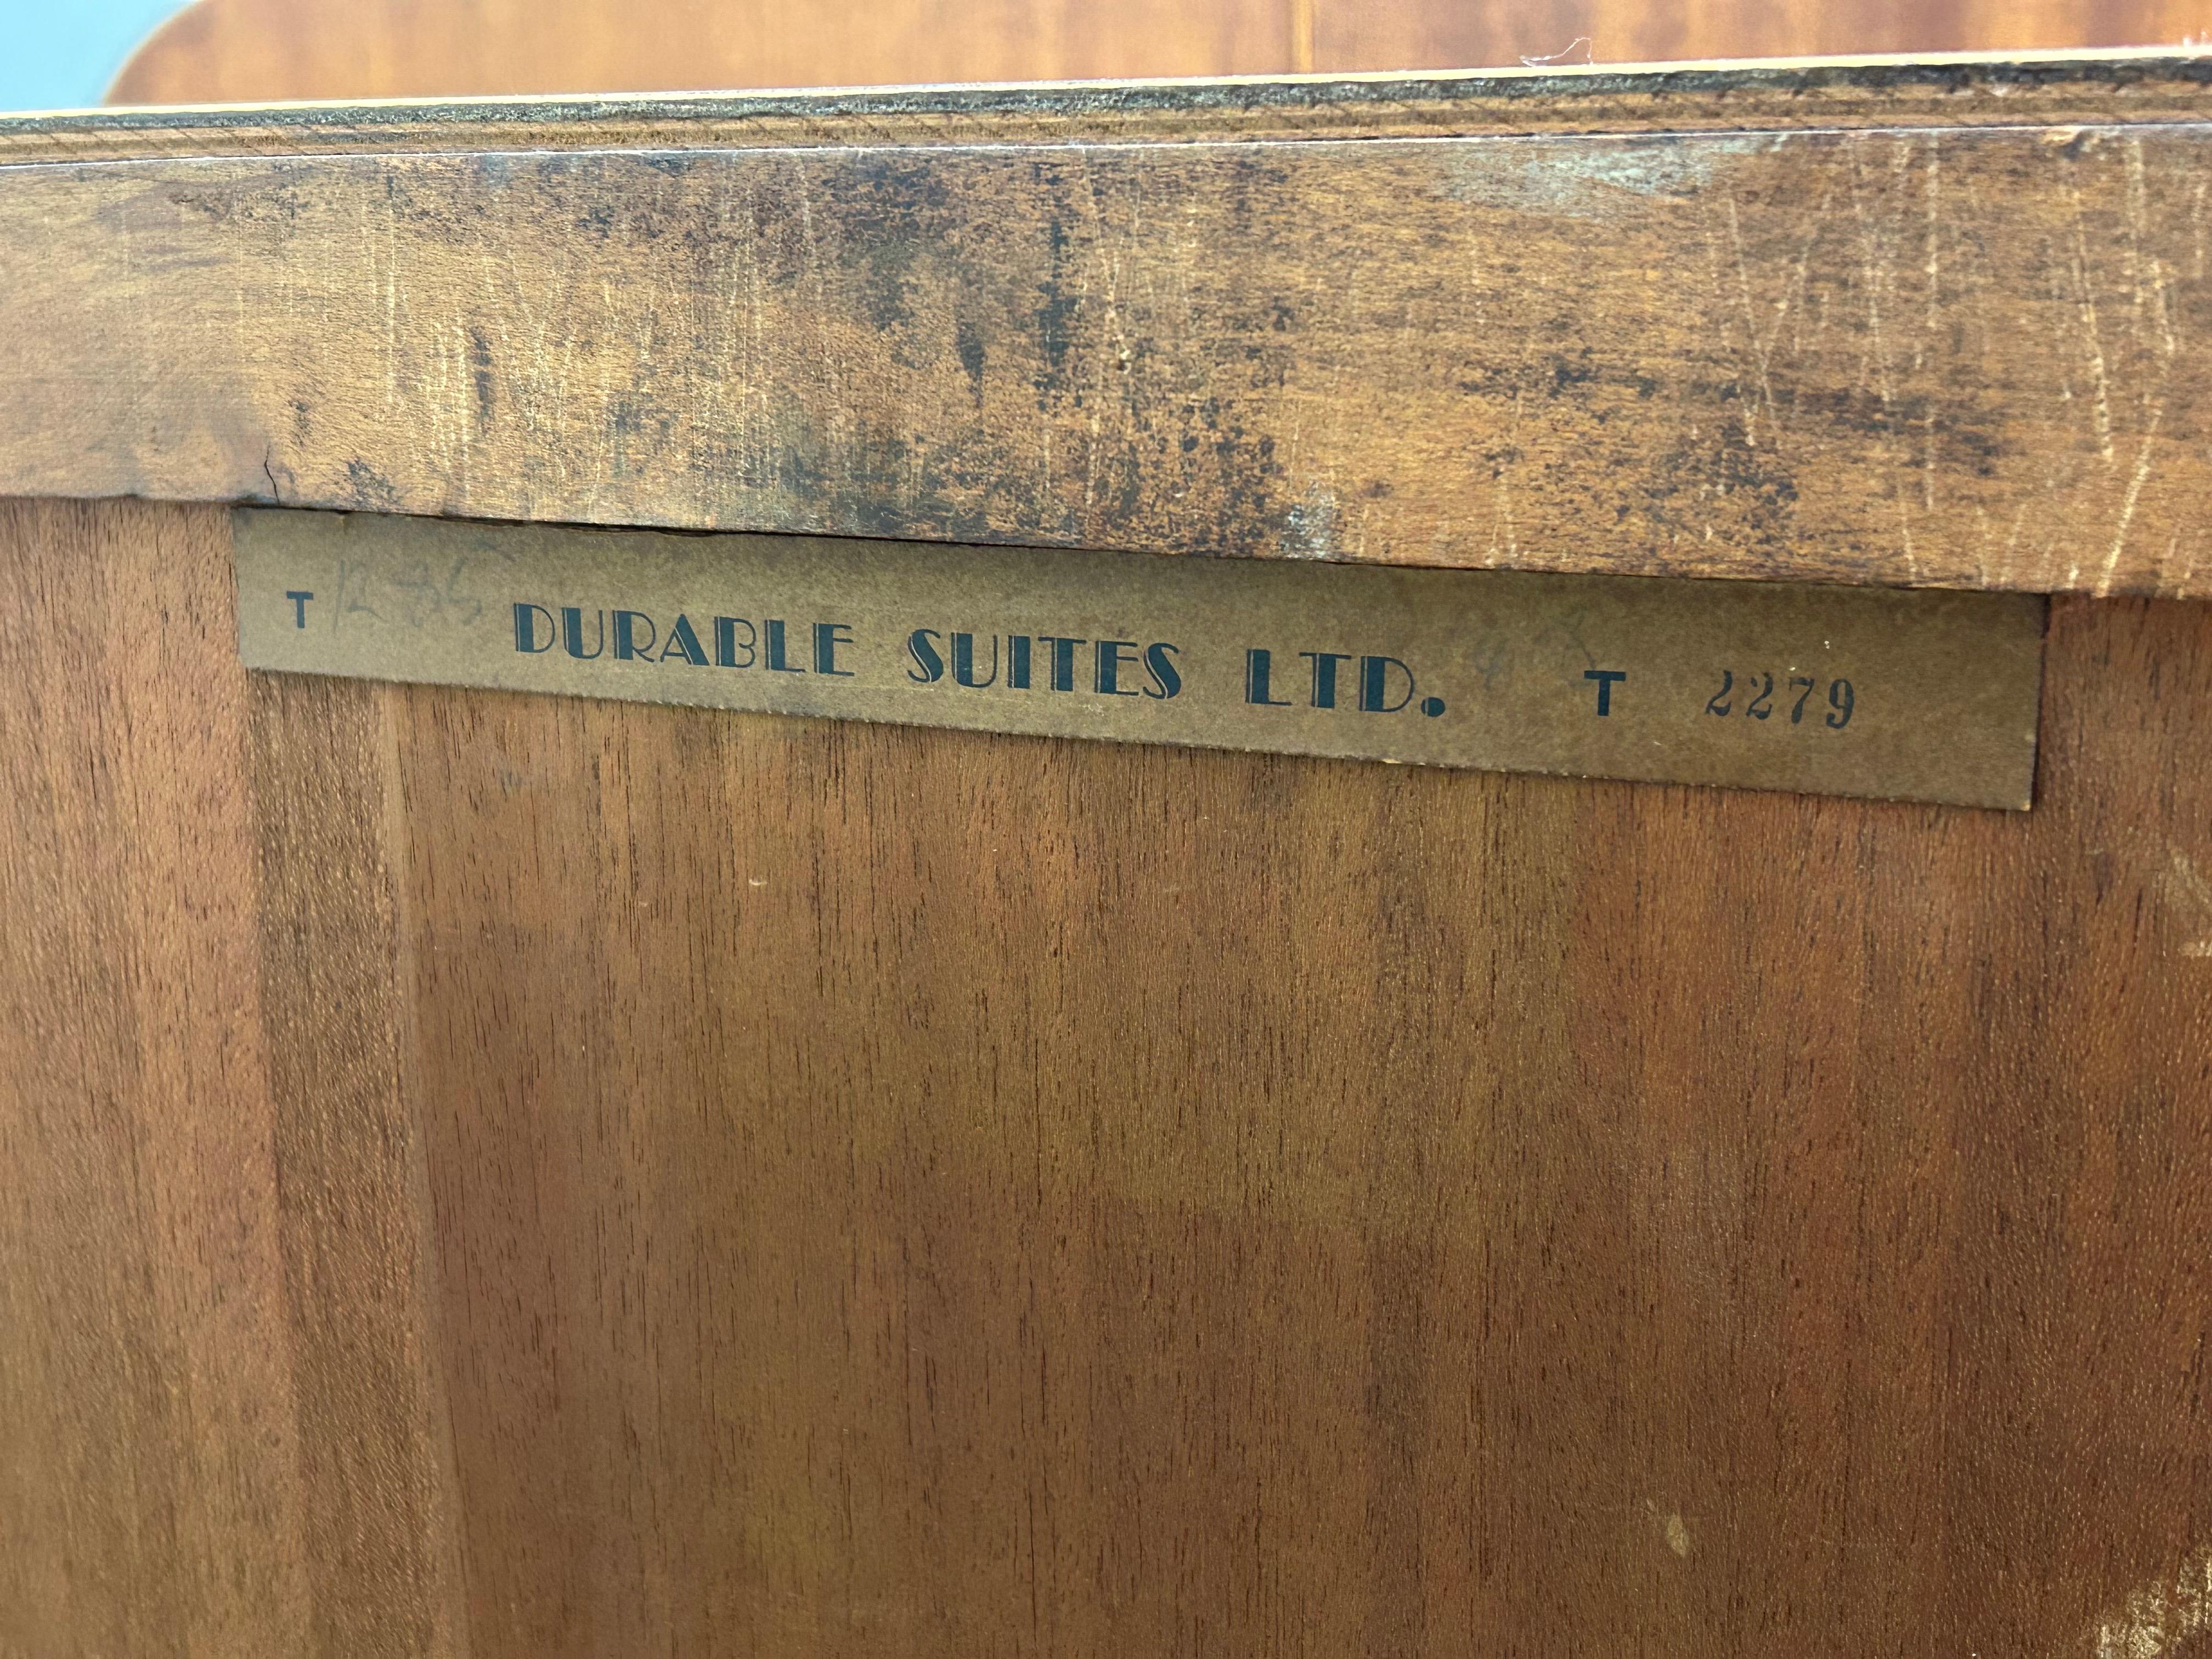 T DURABLE SUITES LTD. T 2279